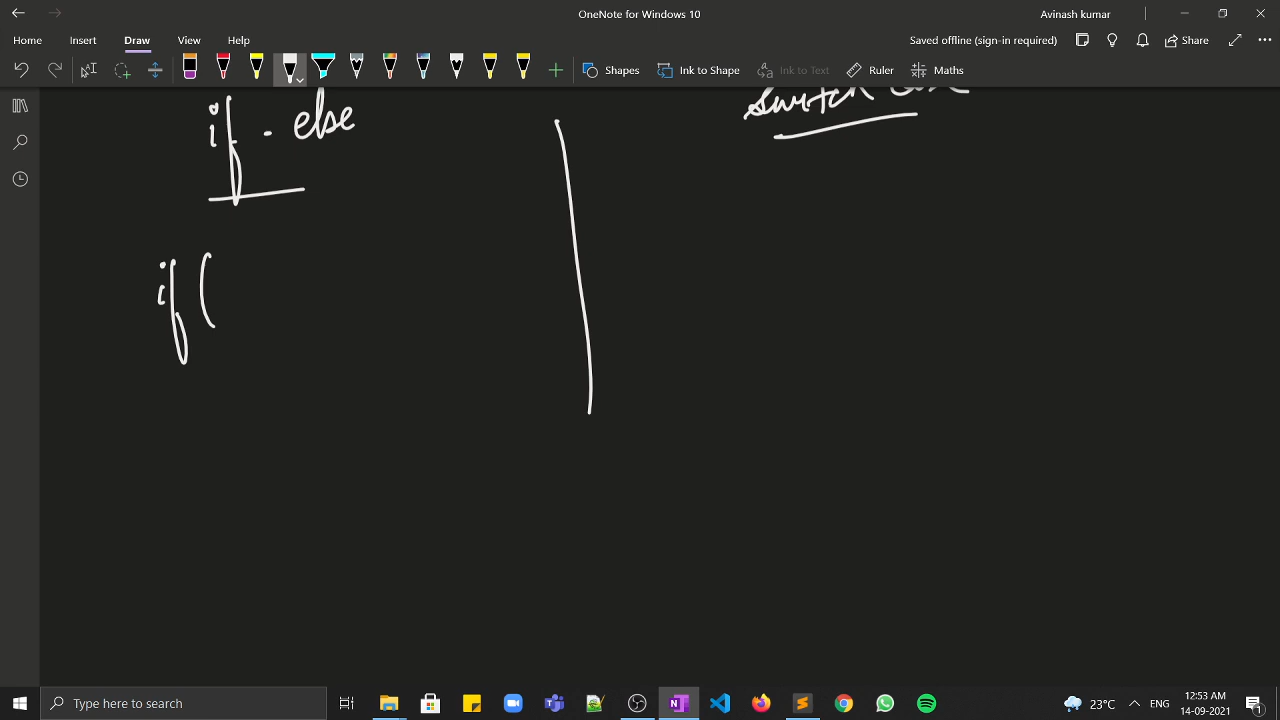 OneNote for Windows 10
Avinash kumar
Home Insert Draw View Help
Saved offline (sign-in required)
Share
Shapes
Ink to Shape
Ink to Text
Ruler
Maths
if - else
switch
if (
Type here to search
23°C
ENG
12:53 AM
14-09-2021